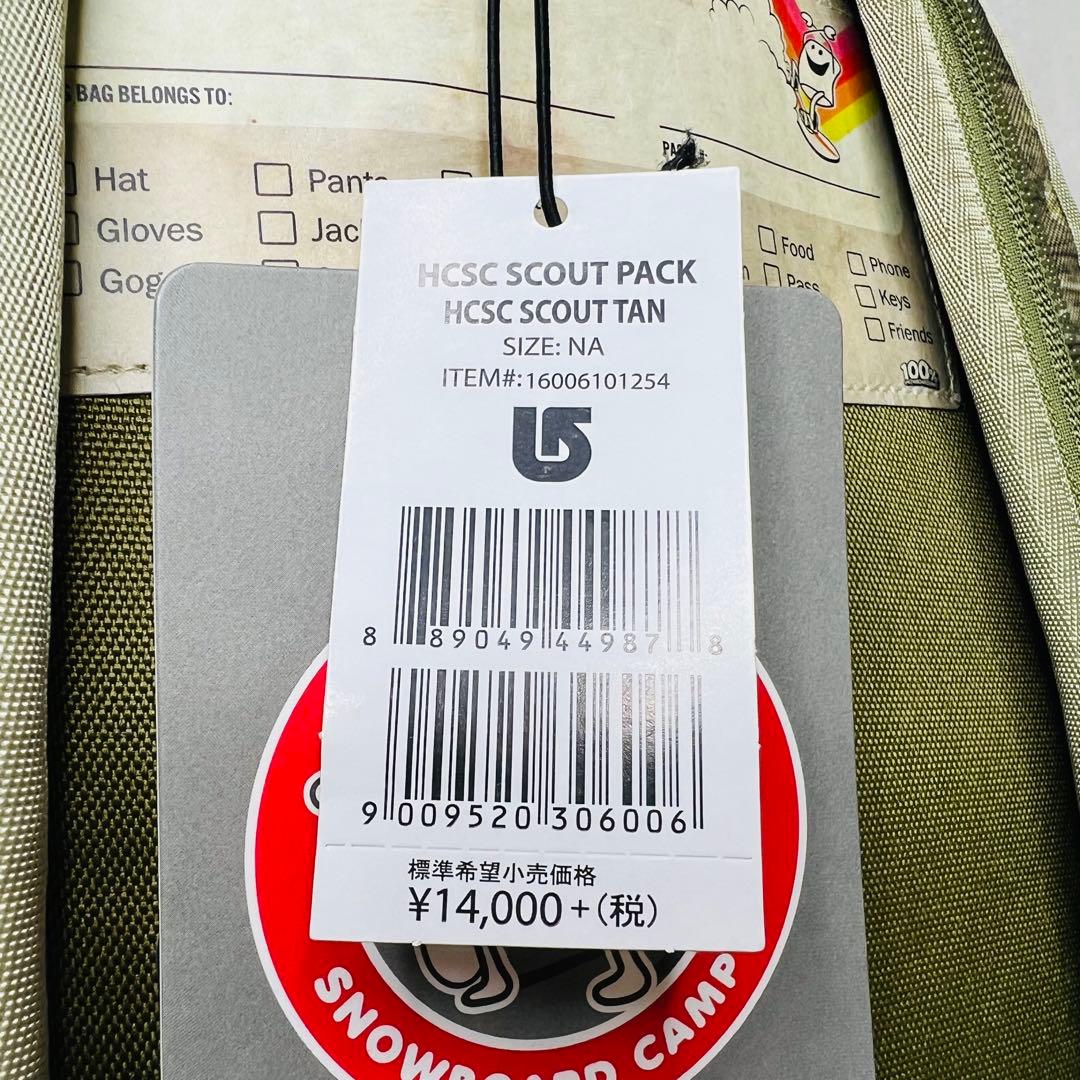 BAG BELONGS TO:
Hat
Gloves
Pants
Food
Pass
Phone
Keys
Friends
100%
HCSC SCOUT PACK
HCSC SCOUT TAN
SIZE: NA
ITEM#: 16006101254
8 89049 44987 8
9 009520 306006
標準希望小売価格
¥14,000+(税)
SNOWBOARD CAMP